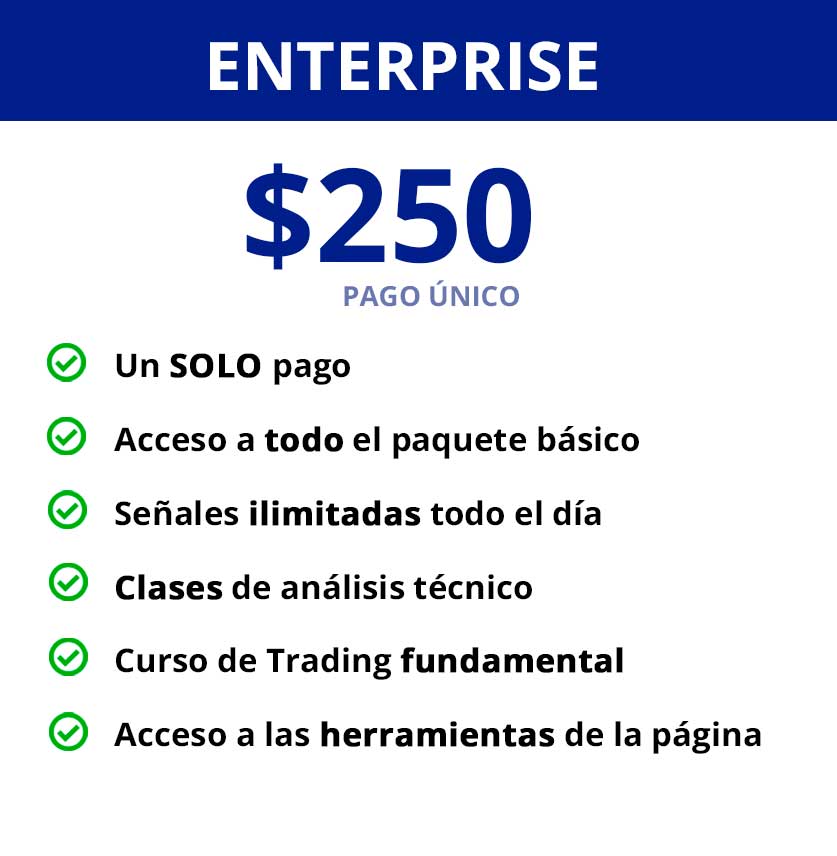 ENTERPRISE
$250
PAGO ÚNICO
Un SOLO pago
Acceso a todo el paquete básico
Señales ilimitadas todo el día
Clases de análisis técnico
Curso de Trading fundamental
Acceso a las herramientas de la página